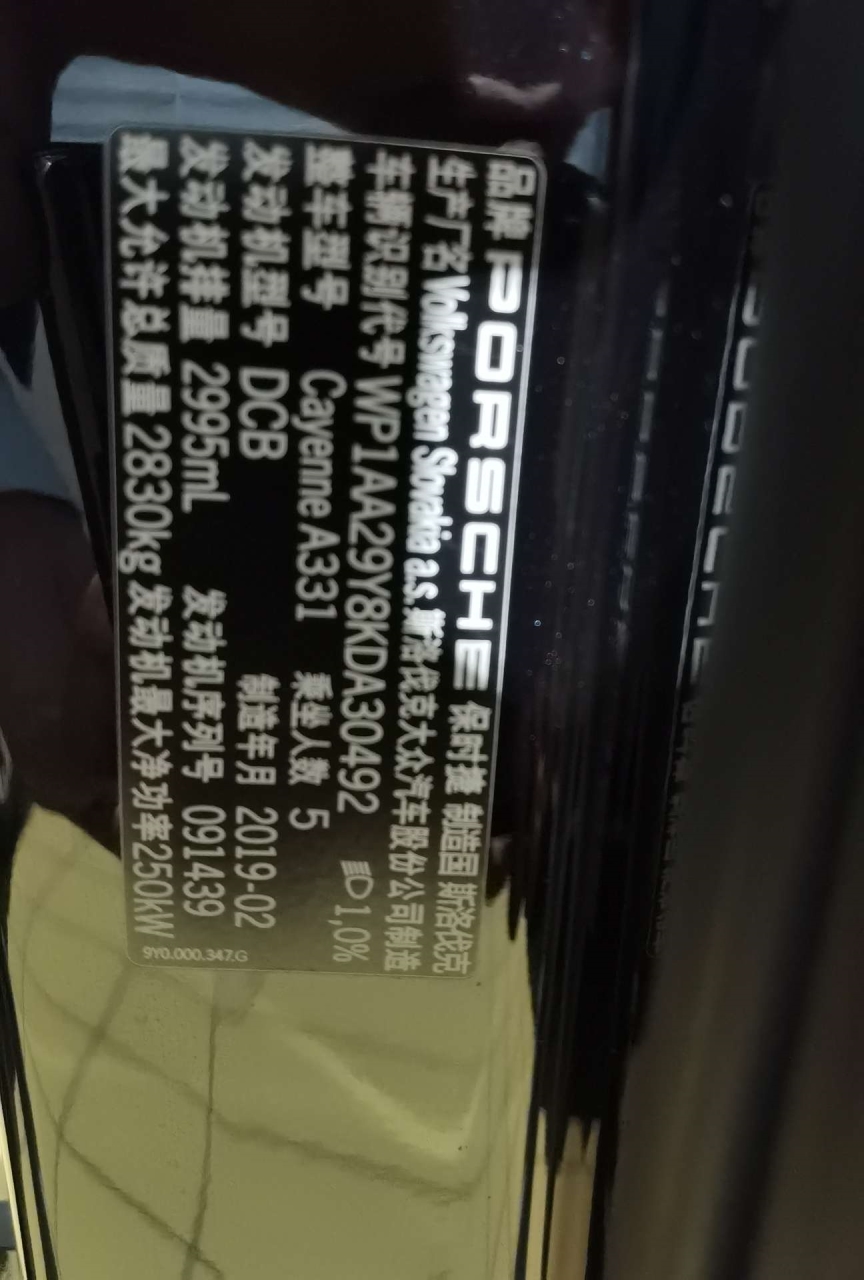 品牌 PORSCHE 保时捷 制造国 斯洛伐克
生产厂名 Volkswagen Slovakia a.s. 斯洛伐克大众汽车股份公司制造
车辆识别代号 WP1AA29Y8KDA30492 1,0%
整车型号 Cayenne A331 乘坐人数 5
发动机型号 DCB 制造年月 2019-02
发动机排量 2995mL 发动机序列号 091439
最大允许总质量 2830kg 发动机最大净功率250kW
9Y0.000.347.G